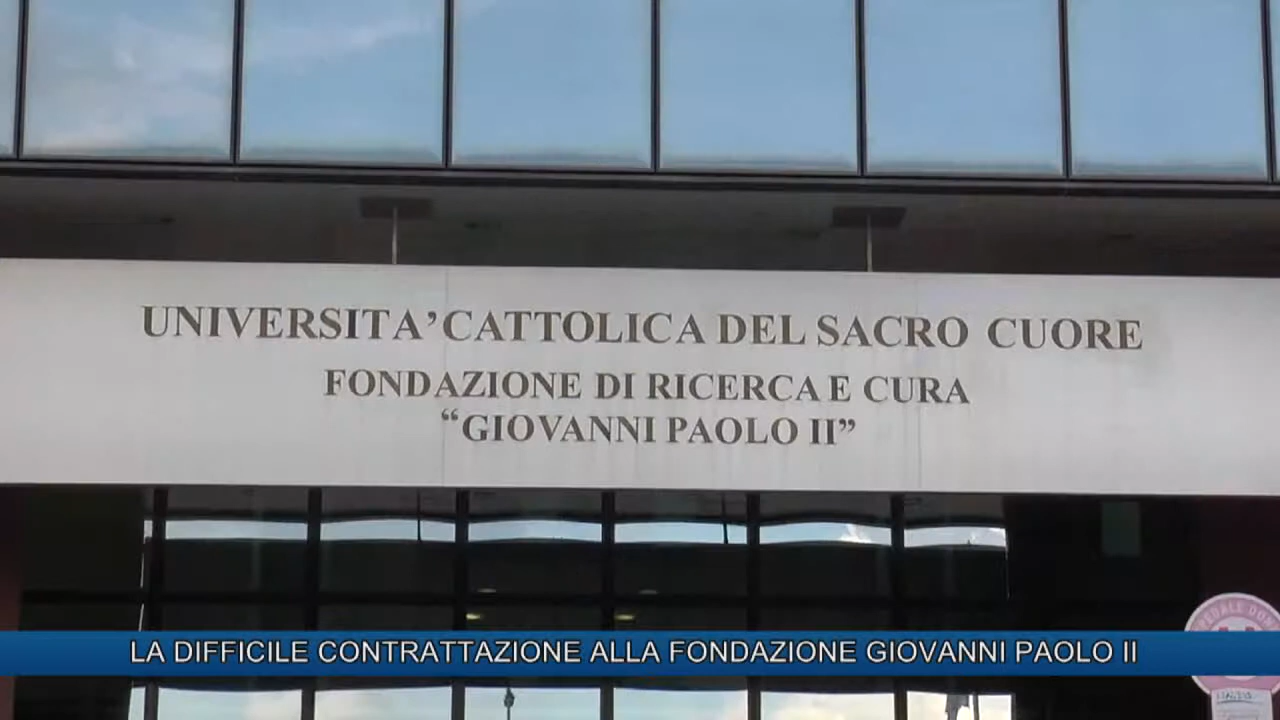 UNIVERSITA’ CATTOLICA DEL SACRO CUORE
FONDAZIONE DI RICERCA E CURA
“GIOVANNI PAOLO II”
LA DIFFICILE CONTRATTAZIONE ALLA FONDAZIONE GIOVANNI PAOLO II